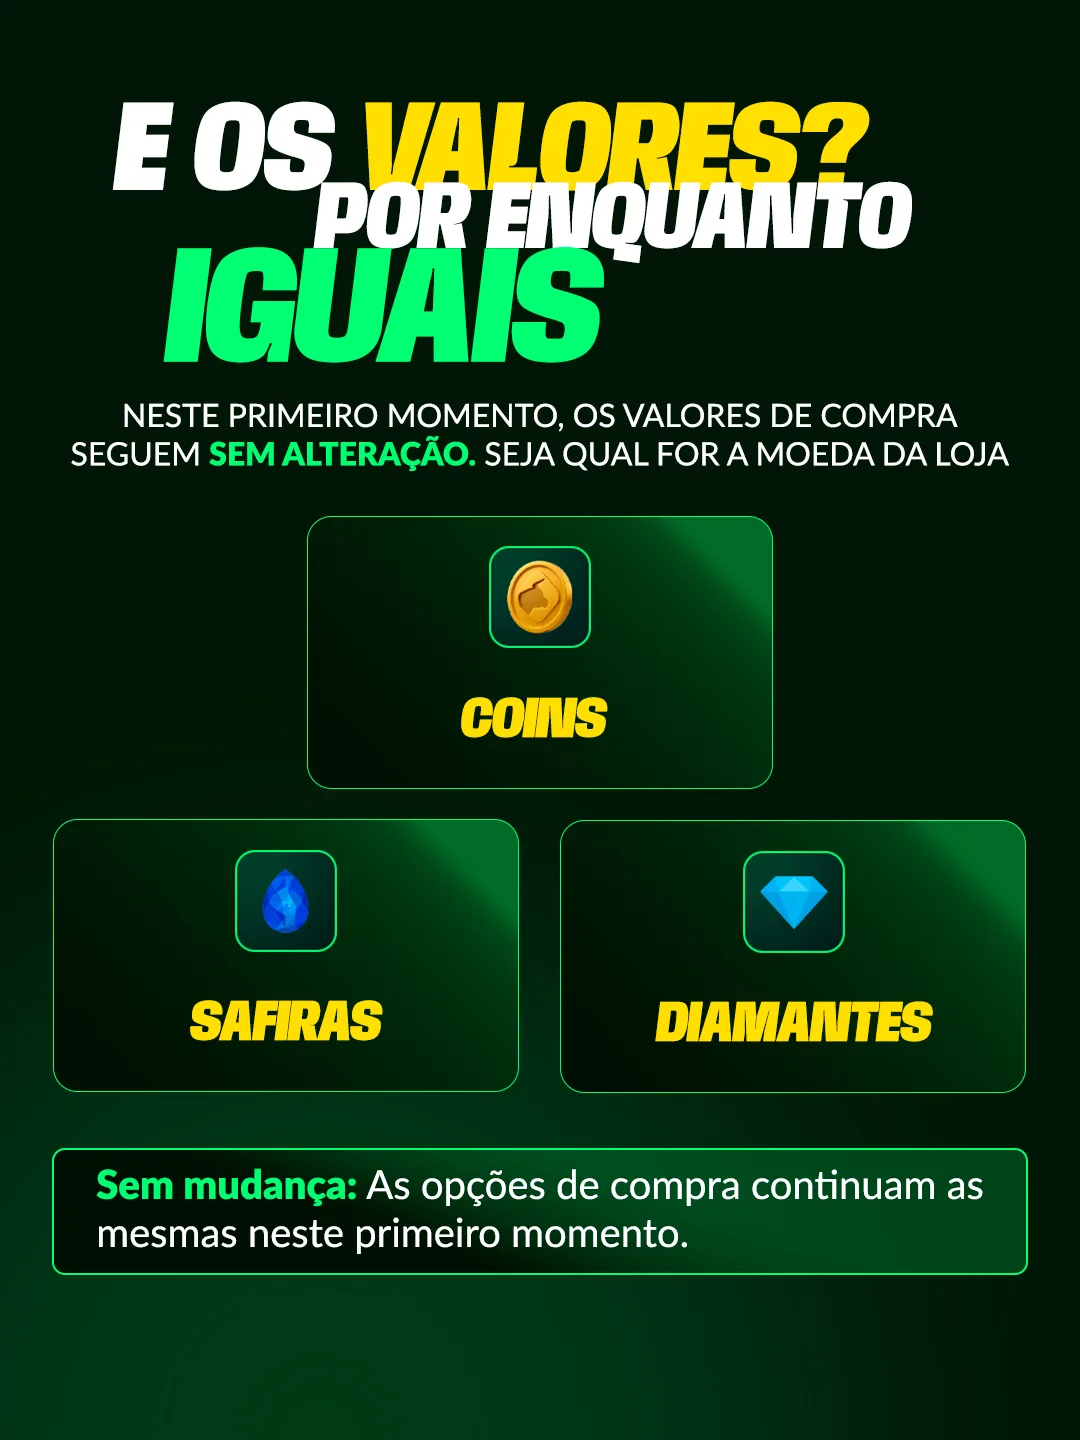 E OS VALORES?
POR ENQUANTO
IGUAIS
NESTE PRIMEIRO MOMENTO, OS VALORES DE COMPRA
SEGUEM SEM ALTERAÇÃO. SEJA QUAL FOR A MOEDA DA LOJA
COINS
SAFIRAS
DIAMANTES
Sem mudança: As opções de compra continuam as
mesmas neste primeiro momento.